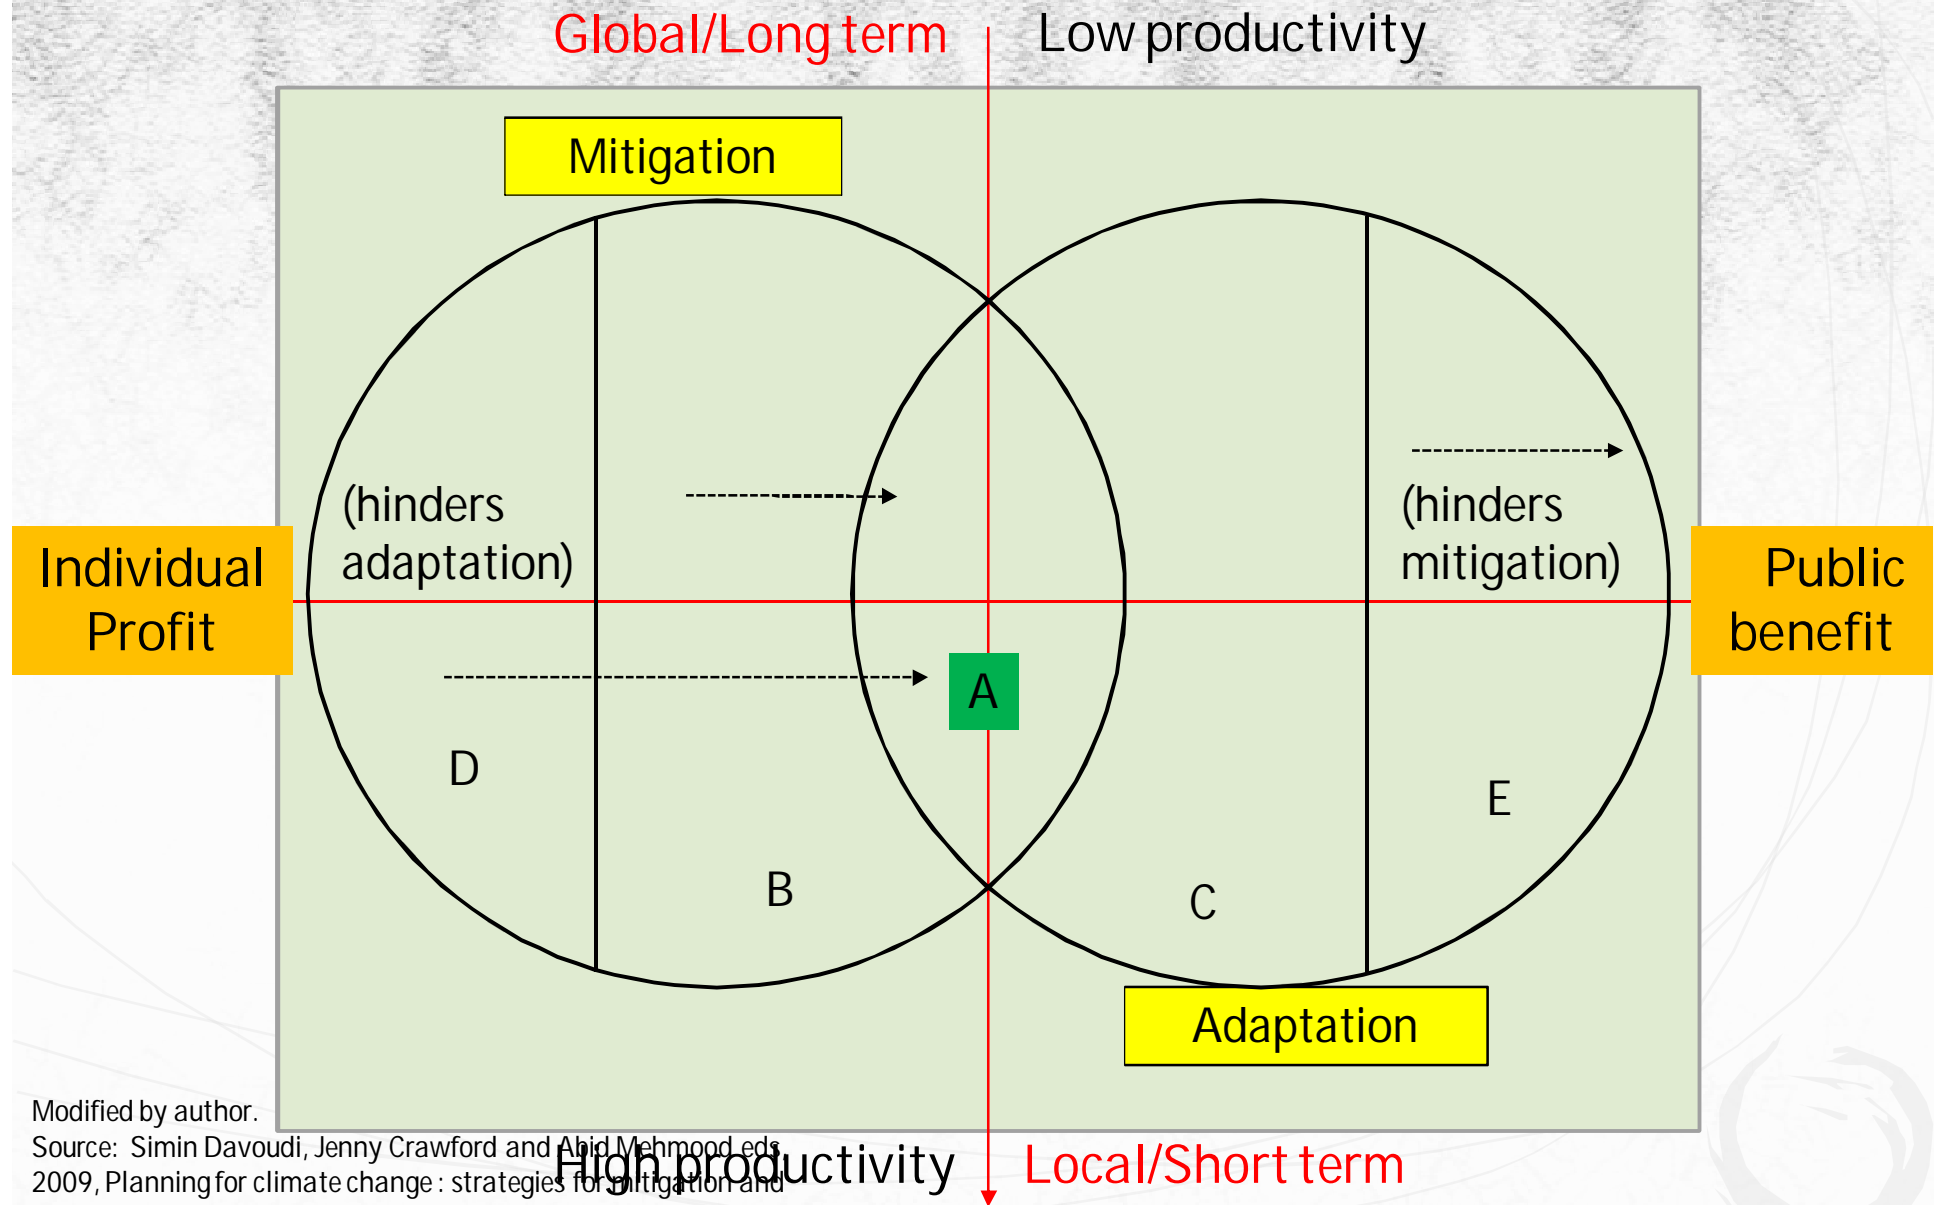 Global/Long term
Low productivity
Mitigation
(hinders
adaptation)
(hinders
mitigation)
Individual
Profit
Public
benefit
A
D
E
B
C
Adaptation
Modified by author.
Source: Simin Davoudi, Jenny Crawford and Abid Mehmood eds,
2009, Planning for climate change : strategies for mitigation and
High productivity
Local/Short term